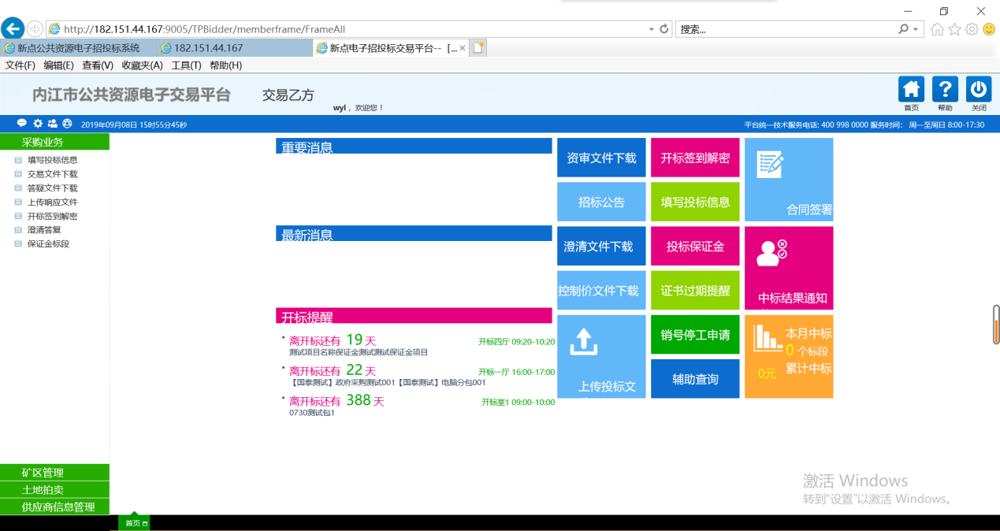 http://182.151.44.167:9005/TPBidder/memberframe/FrameAll
搜索...
新点公共资源电子招投标系统
182.151.44.167
新点电子招投标交易平台-- [...
文件(F) 编辑(E) 查看(V) 收藏夹(A) 工具(T) 帮助(H)
内江市公共资源电子交易平台
交易乙方
wyl，欢迎您！
首页
帮助
关闭
2019年09月08日 15时55分45秒
平台统一技术服务电话: 400 998 0000 服务时间： 周一至周日 8:00-17:30
采购业务
填写投标信息
交易文件下载
答疑文件下载
上传响应文件
开标签到解密
澄清答复
保证金标段
矿区管理
土地拍卖
供应商信息管理
重要消息
最新消息
开标提醒
离开标还有 19 天
开标四厅 09:20-10:20
测试项目名称保证金测试测试保证金项目
离开标还有 22 天
开标一厅 16:00-17:00
【国泰测试】政府采购测试001【国泰测试】电脑分包001
离开标还有 388 天
开标室1 09:00-10:00
0730测试包1
资审文件下载
开标签到解密
合同签署
招标公告
填写投标信息
澄清文件下载
投标保证金
中标结果通知
控制价文件下载
证书过期提醒
上传投标文
销号停工申请
辅助查询
本月中标
0 个标段
累计中标
0元
激活 Windows
转到"设置"以激活 Windows。
首页